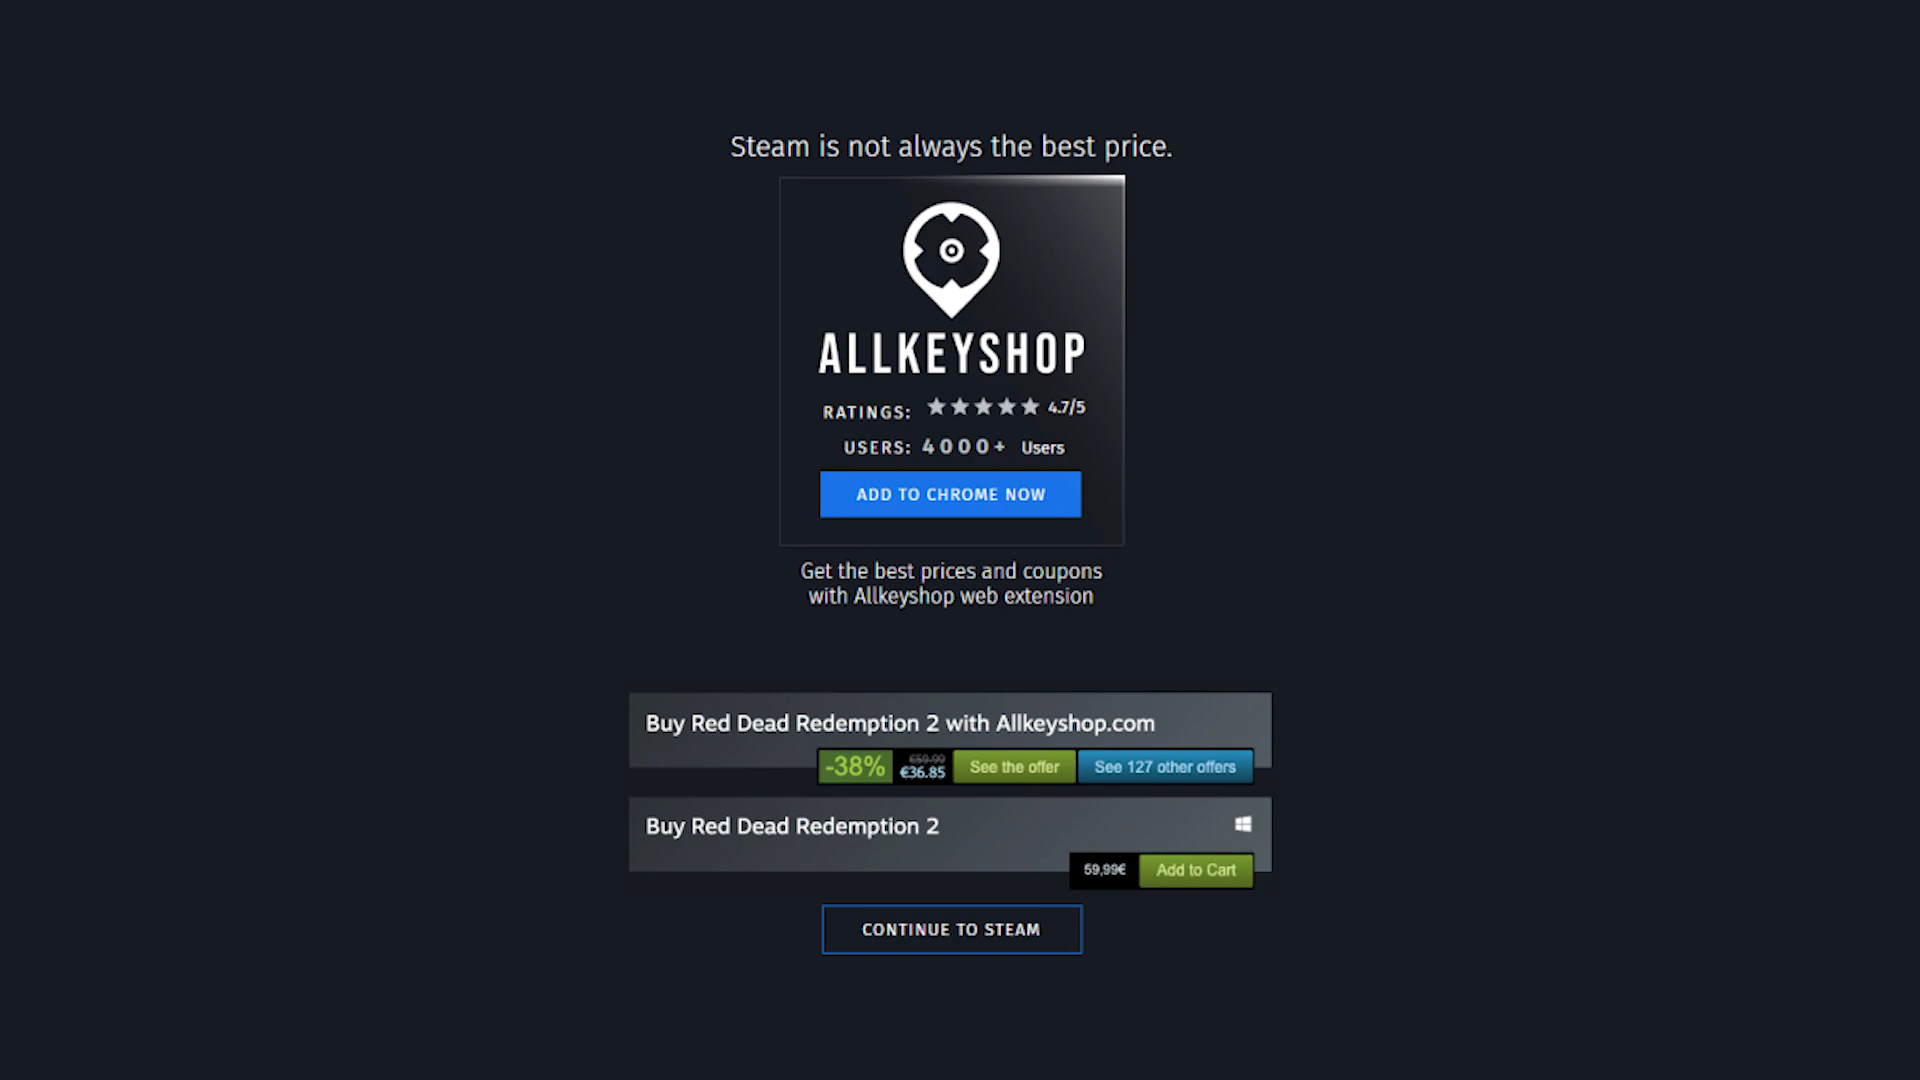 Steam is not always the best price.
ALLKEYSHOP
RATINGS: ★★★★★ 4.7/5
USERS: 4000+ Users
ADD TO CHROME NOW
Get the best prices and coupons
with Allkeyshop web extension
Buy Red Dead Redemption 2 with Allkeyshop.com
-38% €59.99 €36.85 See the offer See 127 other offers
Buy Red Dead Redemption 2
59,99€ Add to Cart
CONTINUE TO STEAM